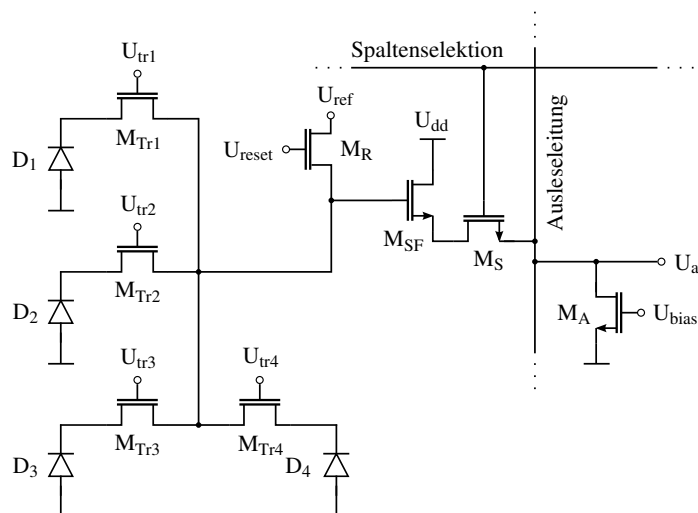 Spaltenselektion
U_tr1
U_ref
U_dd
Ausleseleitung
M_Tr1
U_reset
M_R
D_1
U_tr2
M_SF
M_S
M_Tr2
U_a
D_2
M_A
U_bias
U_tr3
U_tr4
M_Tr3
M_Tr4
D_3
D_4